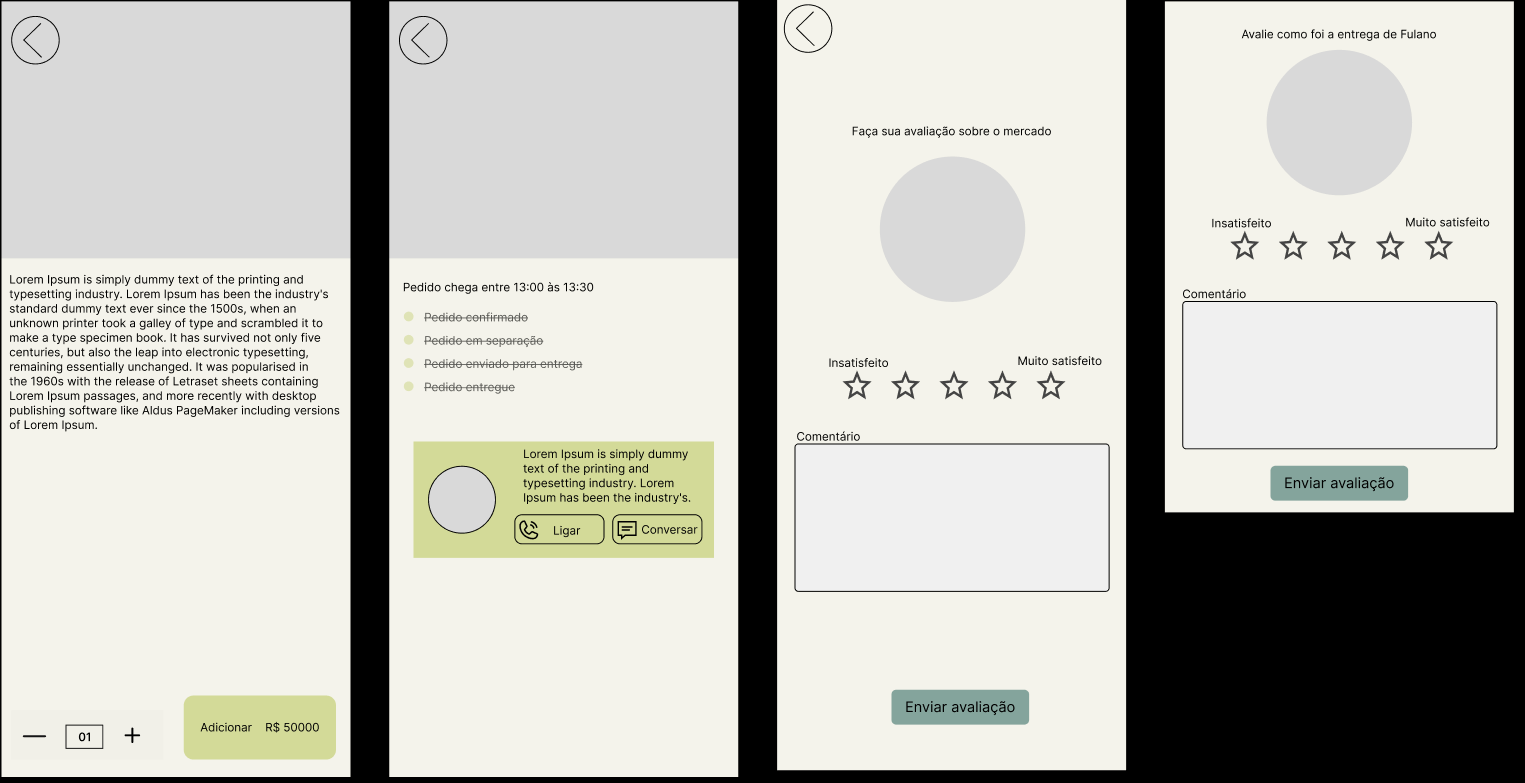 Lorem Ipsum is simply dummy text of the printing and
typesetting industry. Lorem Ipsum has been the industry's
standard dummy text ever since the 1500s, when an
unknown printer took a galley of type and scrambled it to
make a type specimen book. It has survived not only five
centuries, but also the leap into electronic typesetting,
remaining essentially unchanged. It was popularised in
the 1960s with the release of Letraset sheets containing
Lorem Ipsum passages, and more recently with desktop
publishing software like Aldus PageMaker including versions
of Lorem Ipsum.
01
Adicionar R$ 50000
Pedido chega entre 13:00 às 13:30
Pedido confirmado
Pedido em separação
Pedido enviado para entrega
Pedido entregue
Lorem Ipsum is simply dummy
text of the printing and
typesetting industry. Lorem
Ipsum has been the industry's.
Ligar
Conversar
Faça sua avaliação sobre o mercado
Insatisfeito
Muito satisfeito
Comentário
Enviar avaliação
Avalie como foi a entrega de Fulano
Insatisfeito
Muito satisfeito
Comentário
Enviar avaliação